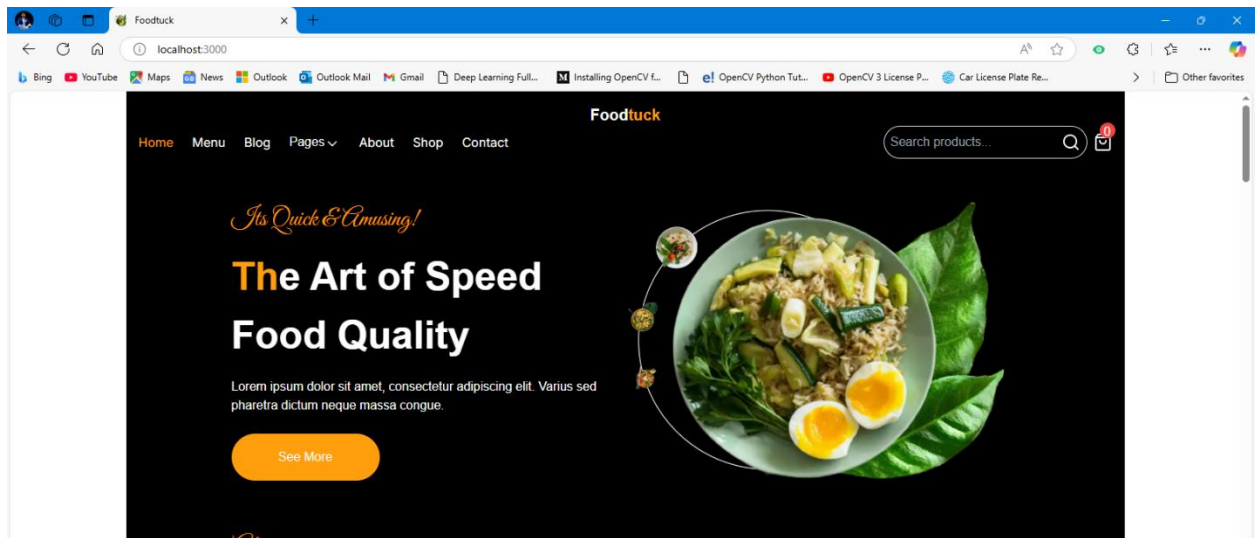 Foodtuck
localhost:3000
Bing YouTube Maps News Outlook Outlook Mail Gmail Deep Learning Full... Installing OpenCV f... OpenCV Python Tut... OpenCV 3 License P... Car License Plate Re... Other favorites
Foodtuck
Home Menu Blog Pages About Shop Contact Search products... 0
Its Quick & Amusing!
The Art of Speed
Food Quality
Lorem ipsum dolor sit amet, consectetur adipiscing elit. Varius sed
pharetra dictum neque massa congue.
See More